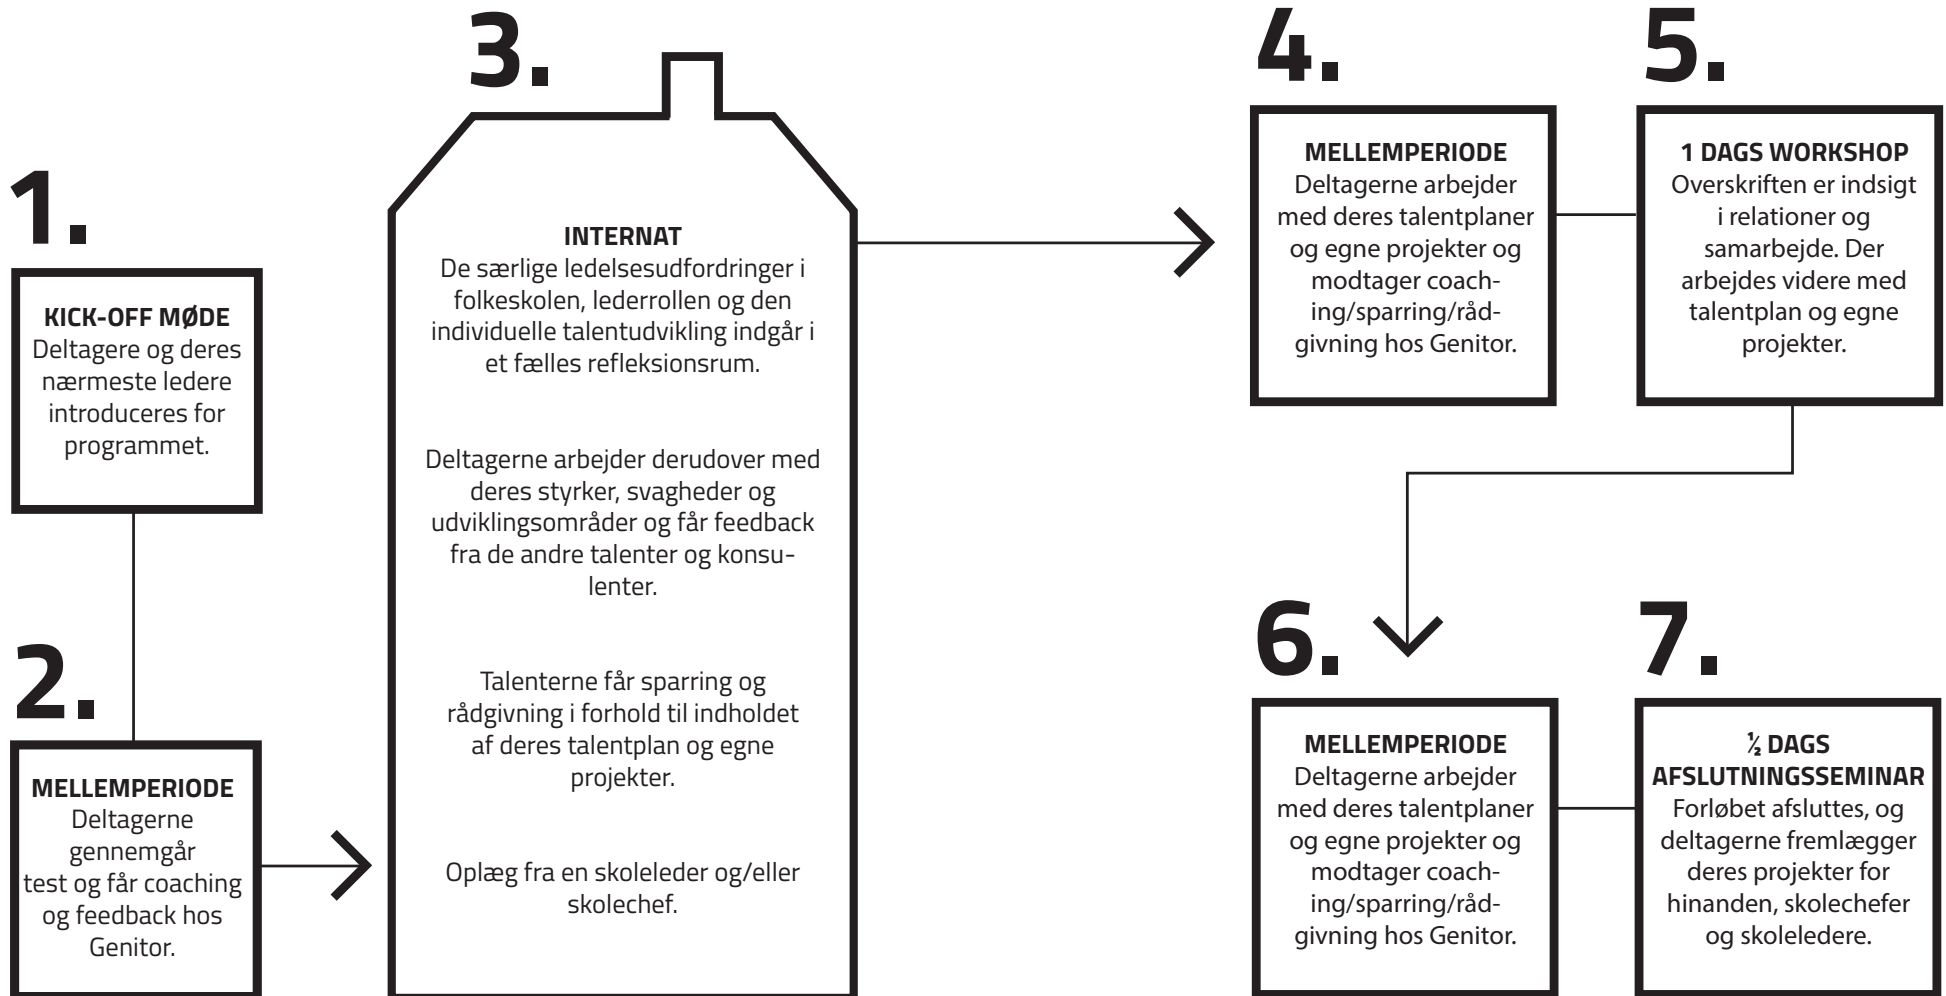 1.
KICK-OFF MØDE
Deltagere og deres
nærmeste ledere
introduceres for
programmet.
2.
MELLEMPERIODE
Deltagerne
gennemgår
test og får coaching
og feedback hos
Genitor.
3.
INTERNAT
De særlige ledelsesudfordringer i
folkeskolen, lederrollen og den
individuelle talentudvikling indgår i
et fælles refleksionsrum.
Deltagerne arbejder derudover med
deres styrker, svagheder og
udviklingsområder og får feedback
fra de andre talenter og konsu-
lenter.
Talenterne får sparring og
rådgivning i forhold til indholdet
af deres talentplan og egne
projekter.
Oplæg fra en skoleleder og/eller
skolechef.
4.
MELLEMPERIODE
Deltagerne arbejder
med deres talentplaner
og egne projekter og
modtager coach-
ing/sparring/råd-
givning hos Genitor.
5.
1 DAGS WORKSHOP
Overskriften er indsigt
i relationer og
samarbejde. Der
arbejdes videre med
talentplan og egne
projekter.
6.
MELLEMPERIODE
Deltagerne arbejder
med deres talentplaner
og egne projekter og
modtager coach-
ing/sparring/råd-
givning hos Genitor.
7.
½ DAGS
AFSLUTNINGSSEMINAR
Forløbet afsluttes, og
deltagerne fremlægger
deres projekter for
hinanden, skolechefer
og skoleledere.